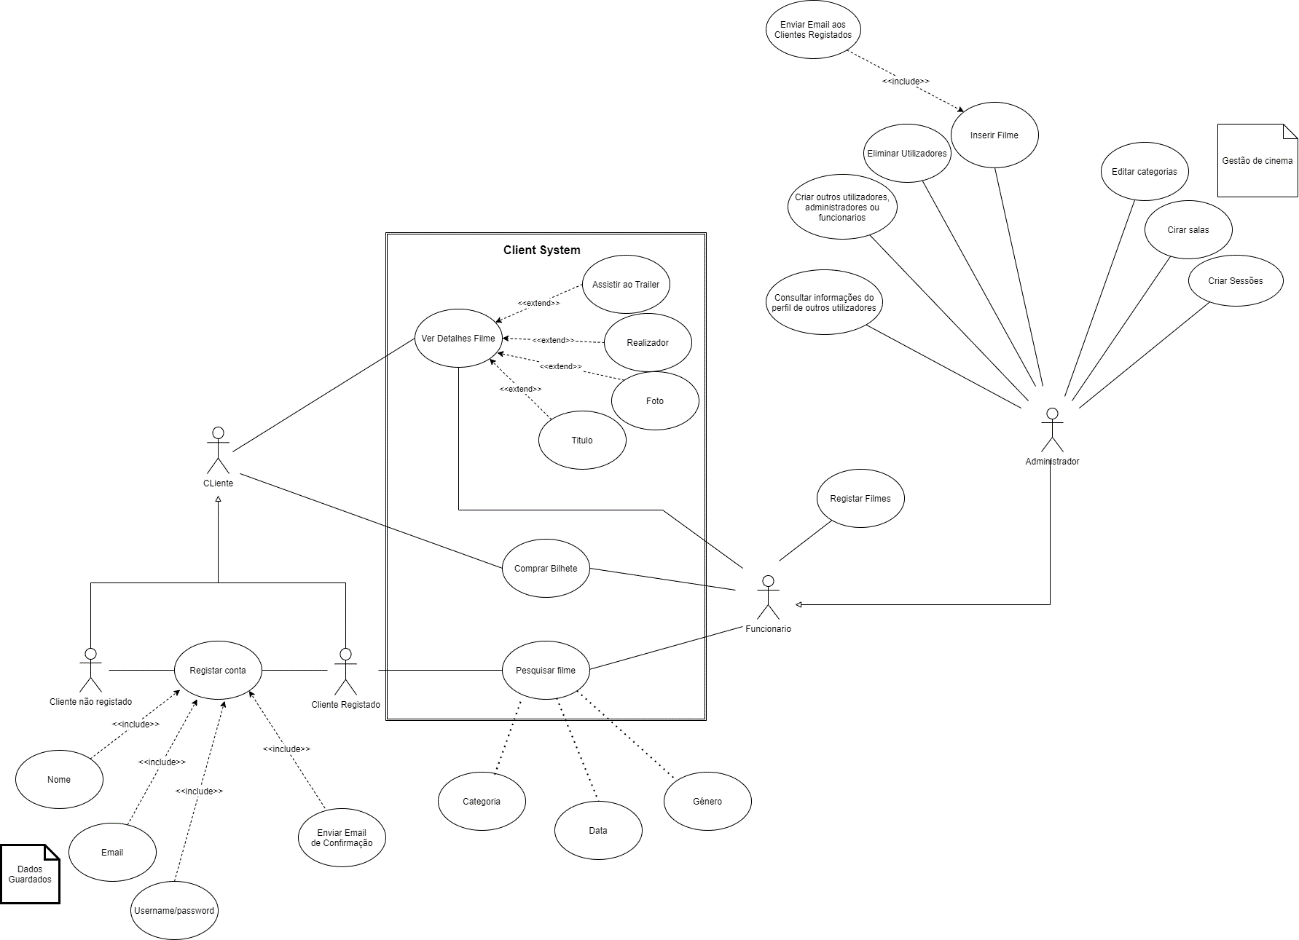 Enviar Email aos
Clientes Registados
<<include>>
Inserir Filme
Eliminar Utilizadores
Editar categorias
Gestão de cinema
Criar outros utilizadores,
administradores ou
funcionarios
Cirar salas
Client System
Criar Sessões
Assistir ao Trailer
Consultar informações do
perfil de outros utilizadores
<<extend>>
Ver Detalhes Filme
<<extend>>
Realizador
<<extend>>
<<extend>>
Foto
Titulo
CLiente
Administrador
Registar Filmes
Comprar Bilhete
Funcionario
Registar conta
Pesquisar filme
Cliente não registado
Cliente Registado
<<include>>
<<include>>
<<include>>
<<include>>
Nome
Categoria
Data
Género
Enviar Email
de Confirmação
Email
Dados
Guardados
Username/password